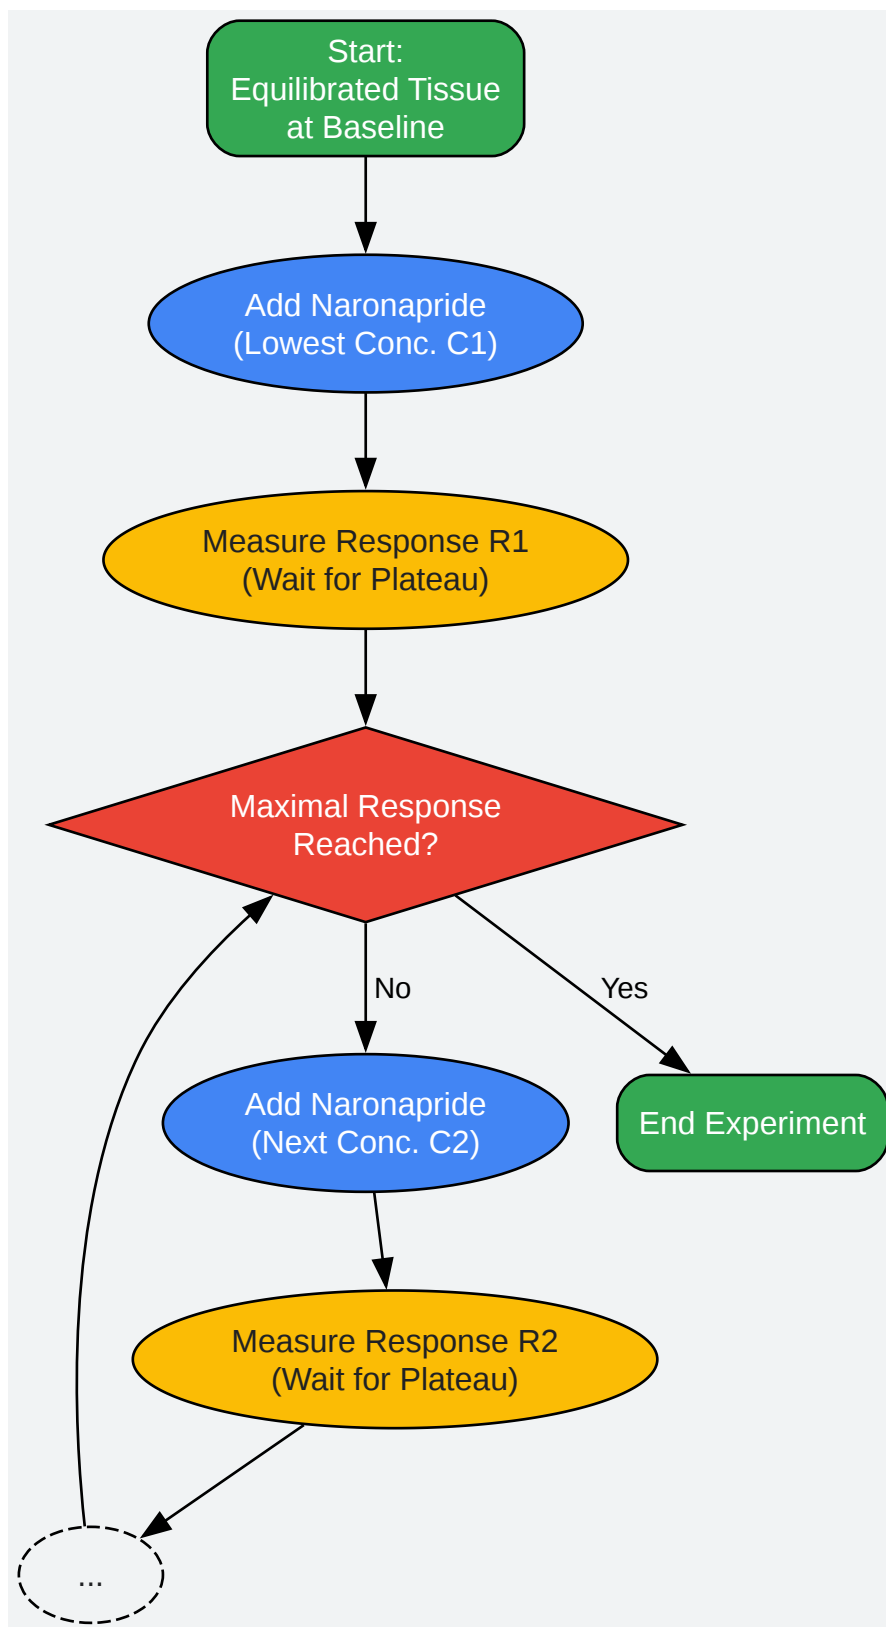 Start:
Equilibrated Tissue
at Baseline
Add Naronapride
(Lowest Conc. C1)
Measure Response R1
(Wait for Plateau)
Maximal Response
Reached?
No
Yes
Add Naronapride
(Next Conc. C2)
End Experiment
Measure Response R2
(Wait for Plateau)
...